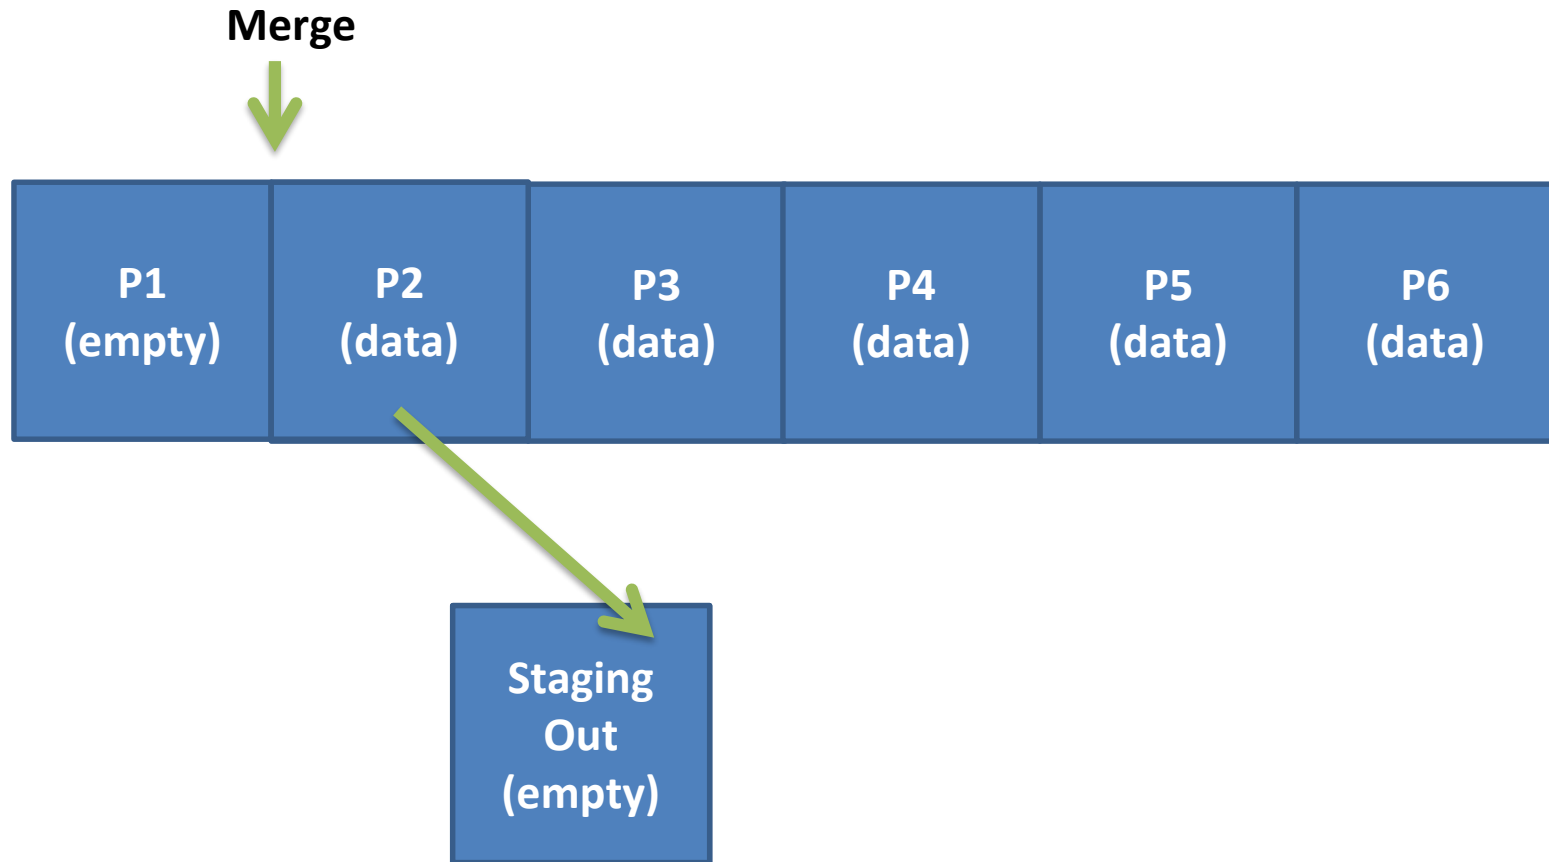 Merge
P1
(empty)
P2
(data)
P3
(data)
P4
(data)
P5
(data)
P6
(data)
Staging
Out
(empty)